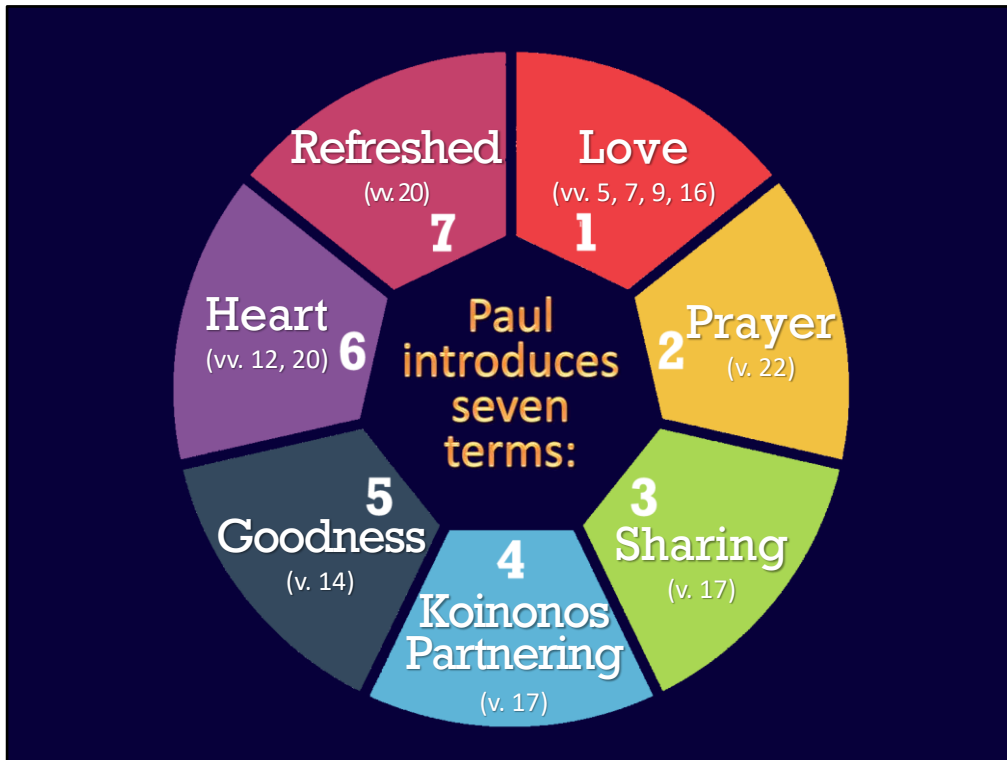 Paul
introduces
seven
terms:
Love
(vv. 5, 7, 9, 16)
1
2
Prayer
(v. 22)
3
Sharing
(v. 17)
4
Koinonos
Partnering
(v. 17)
5
Goodness
(v. 14)
Heart
(vv. 12, 20)
6
Refreshed
(vv. 20)
7